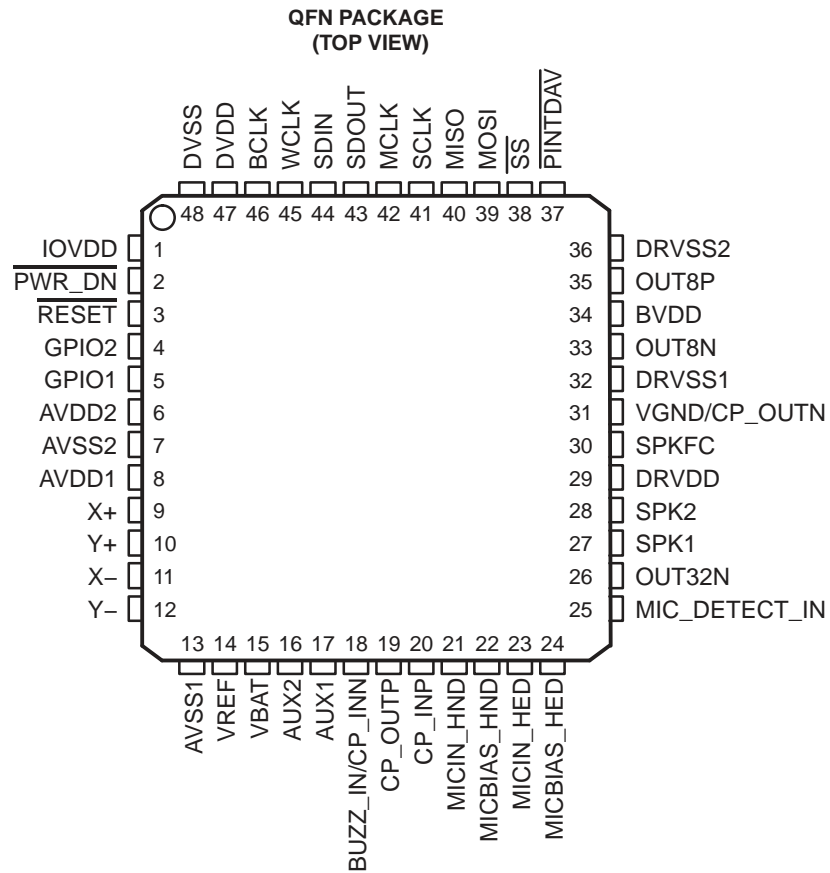 QFN PACKAGE
(TOP VIEW)
DVSS
DVDD
BCLK
WCLK
SDIN
SDOUT
MCLK
SCLK
MISO
MOSI
SS
PINTDAV
48 47 46 45 44 43 42 41 40 39 38 37
IOVDD 1
PWR_DN 2
RESET 3
GPIO2 4
GPIO1 5
AVDD2 6
AVSS2 7
AVDD1 8
X+ 9
Y+ 10
X− 11
Y− 12
36 DRVSS2
35 OUT8P
34 BVDD
33 OUT8N
32 DRVSS1
31 VGND/CP_OUTN
30 SPKFC
29 DRVDD
28 SPK2
27 SPK1
26 OUT32N
25 MIC_DETECT_IN
13 14 15 16 17 18 19 20 21 22 23 24
AVSS1
VREF
VBAT
AUX2
AUX1
BUZZ_IN/CP_INN
CP_OUTP
CP_INP
MICIN_HND
MICBIAS_HND
MICIN_HED
MICBIAS_HED